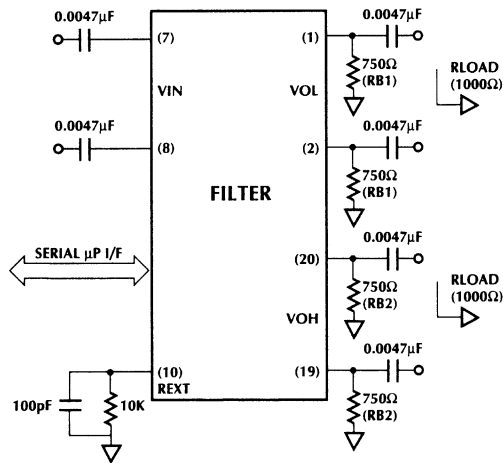 0.0047µF
(7)
VIN
0.0047µF
(8)
FILTER
SERIAL µP I/F
(10)
REXT
100pF
10K
(1)
0.0047µF
750Ω
(RB1)
RLOAD
(1000Ω)
VOL
(2)
0.0047µF
750Ω
(RB1)
(20)
0.0047µF
750Ω
(RB2)
RLOAD
(1000Ω)
VOH
(19)
0.0047µF
750Ω
(RB2)